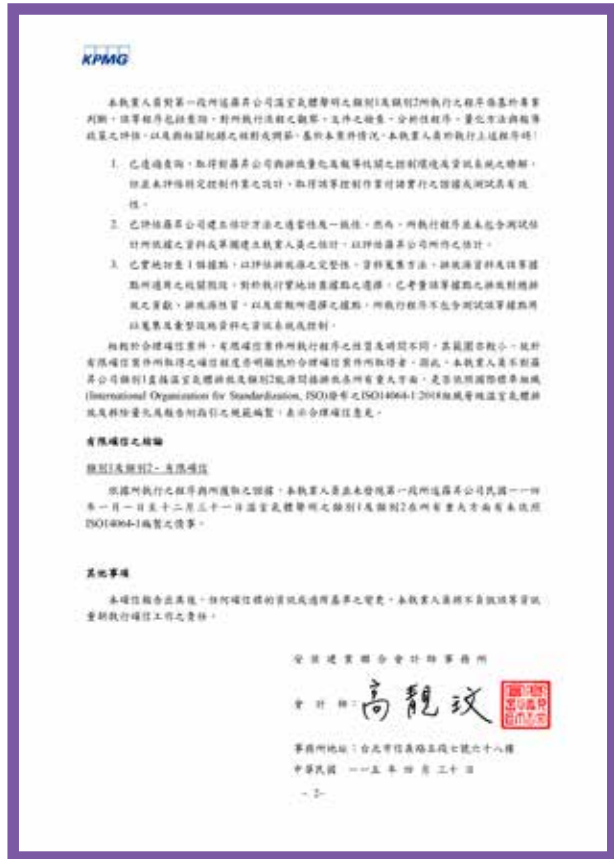 KPMG
本執業人員對第一段所述羅昇公司溫室氣體聲明之類別1及類別2所執行之程序係基於專業
判斷，該等程序包括查詢、對所執行流程之觀察、文件之檢查、分析性程序、量化方法與報導
政策之評估，以及與相關紀錄之核對或調節。基於本案件情況，本執業人員於執行上述程序時：
1. 已透過查詢，取得對羅昇公司與排放量化及報導攸關之控制環境及資訊系統之瞭解，
但並未評估特定控制作業之設計、取得該等控制作業付諸實行之證據或測試其有效
性。
2. 已評估羅昇公司建立估計方法之適當性及一致性。然而，所執行程序並未包含測試估
計所依據之資料或單獨建立執業人員之估計，以評估羅昇公司所作之估計。
3. 已實地訪查1個據點，以評估排放源之完整性、資料蒐集方法、排放源資料及該等據
點所適用之攸關假設。對於執行實地訪查據點之選擇，已考量該等據點之排放對總排
放之貢獻、排放源性質，以及前期所選擇之據點。所執行程序不包含測試該等據點用
以蒐集及彙整設施資料之資訊系統或控制。
相較於合理確信案件，有限確信案件所執行程序之性質及時間不同，其範圍亦較小，故於
有限確信案件所取得之確信程度亦明顯低於合理確信案件所取得者。因此，本執業人員不對羅
昇公司類別1直接溫室氣體排放及類別2能源間接排放在所有重大方面，是否依照國際標準組織
(International Organization for Standardization, ISO)發布之ISO14064-1:2018組織層級溫室氣體排
放及移除量化及報告附指引之規範編製，表示合理確信意見。
有限確信之結論
類別1及類別2－有限確信
依據所執行之程序與所獲取之證據，本執業人員並未發現第一段所述羅昇公司民國一一四
年一月一日至十二月三十一日溫室氣體聲明之類別1及類別2在所有重大方面有未依照
ISO14064-1編製之情事。
其他事項
本確信報告出具後，任何確信標的資訊或適用基準之變更，本執業人員將不負就該等資訊
重新執行確信工作之責任。
安侯建業聯合會計師事務所
會計師：高靚玟
事務所地址：台北市信義路五段七號六十八樓
中華民國 一一五 年 四 月 三十 日
- 2-